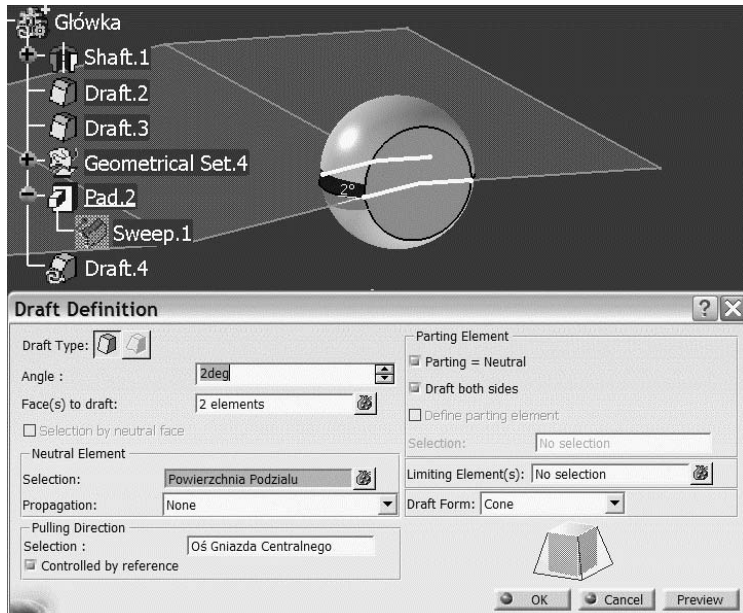 Główka
Shaft.1
Draft.2
Draft.3
Geometrical Set.4
Pad.2
Sweep.1
Draft.4
2°
Draft Definition
Draft Type:
Angle : 2deg
Face(s) to draft: 2 elements
Selection by neutral face
Neutral Element
Selection: Powierzchnia Podzialu
Propagation: None
Pulling Direction
Selection : Oś Gniazda Centralnego
Controlled by reference
Parting Element
Parting = Neutral
Draft both sides
Define parting element
Selection: No selection
Limiting Element(s): No selection
Draft Form: Cone
OK Cancel Preview